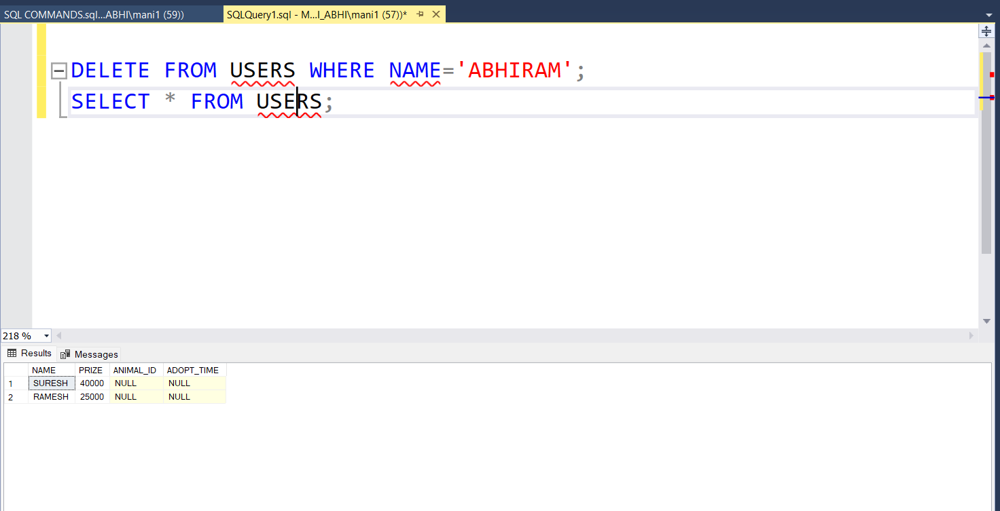 SQL COMMANDS.sql...ABHI\mani1 (59))
SQLQuery1.sql - M...I_ABHI\mani1 (57))*
DELETE FROM USERS WHERE NAME='ABHIRAM';
SELECT * FROM USERS;
218 %
Results Messages
NAME PRIZE ANIMAL_ID ADOPT_TIME
1 SURESH 40000 NULL NULL
2 RAMESH 25000 NULL NULL